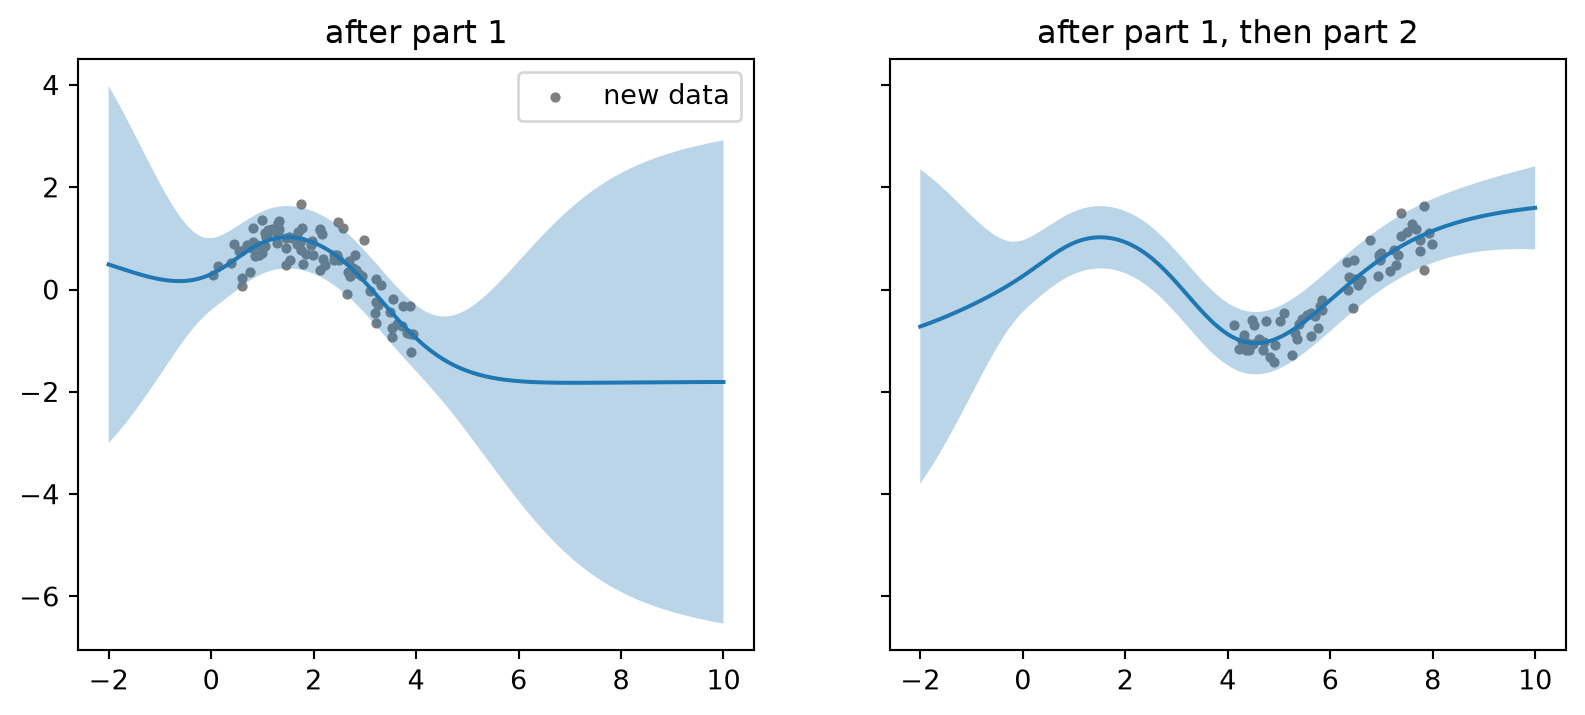 after part 1
new data
4
2
0
−2
−4
−6
−2 0 2 4 6 8 10
after part 1, then part 2
−2 0 2 4 6 8 10